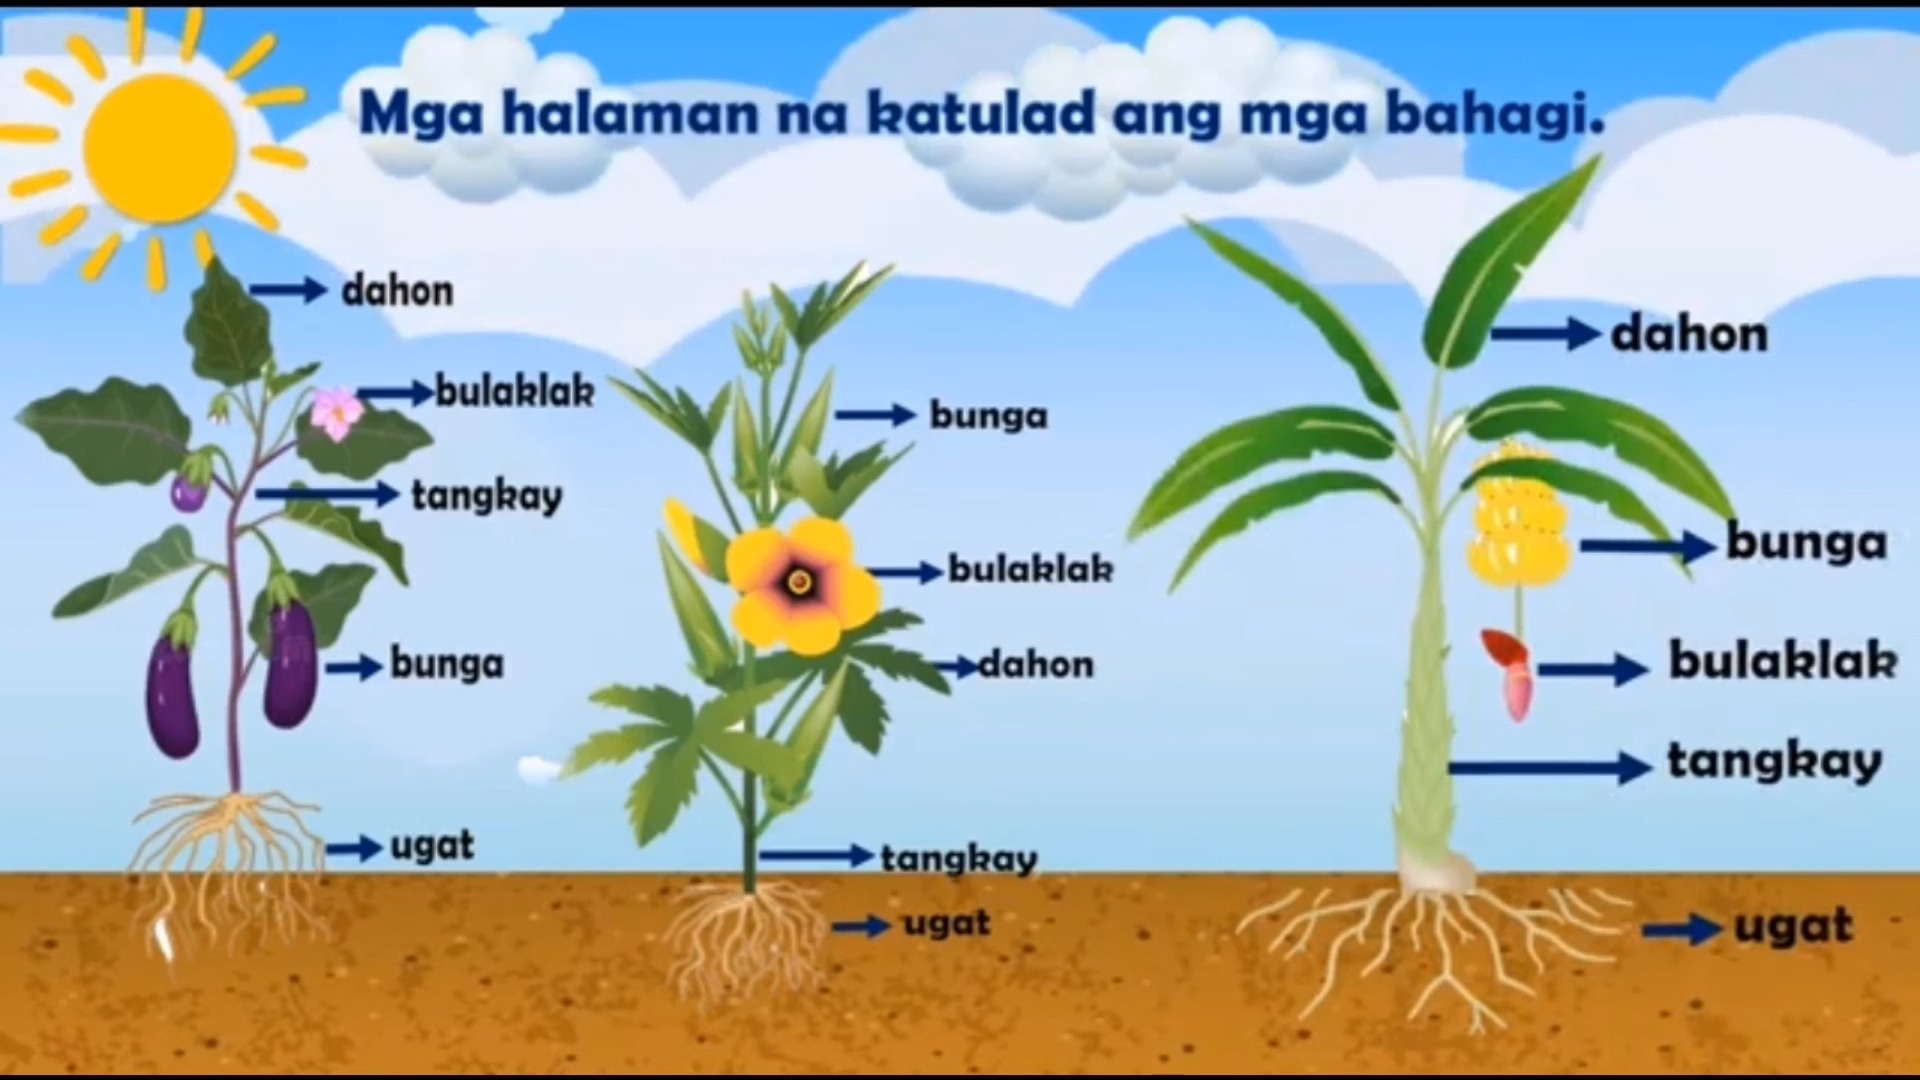 Mga halaman na katulad ang mga bahagi.
dahon
bulaklak
tangkay
bunga
ugat
bunga
bulaklak
dahon
tangkay
ugat
dahon
bunga
bulaklak
tangkay
ugat